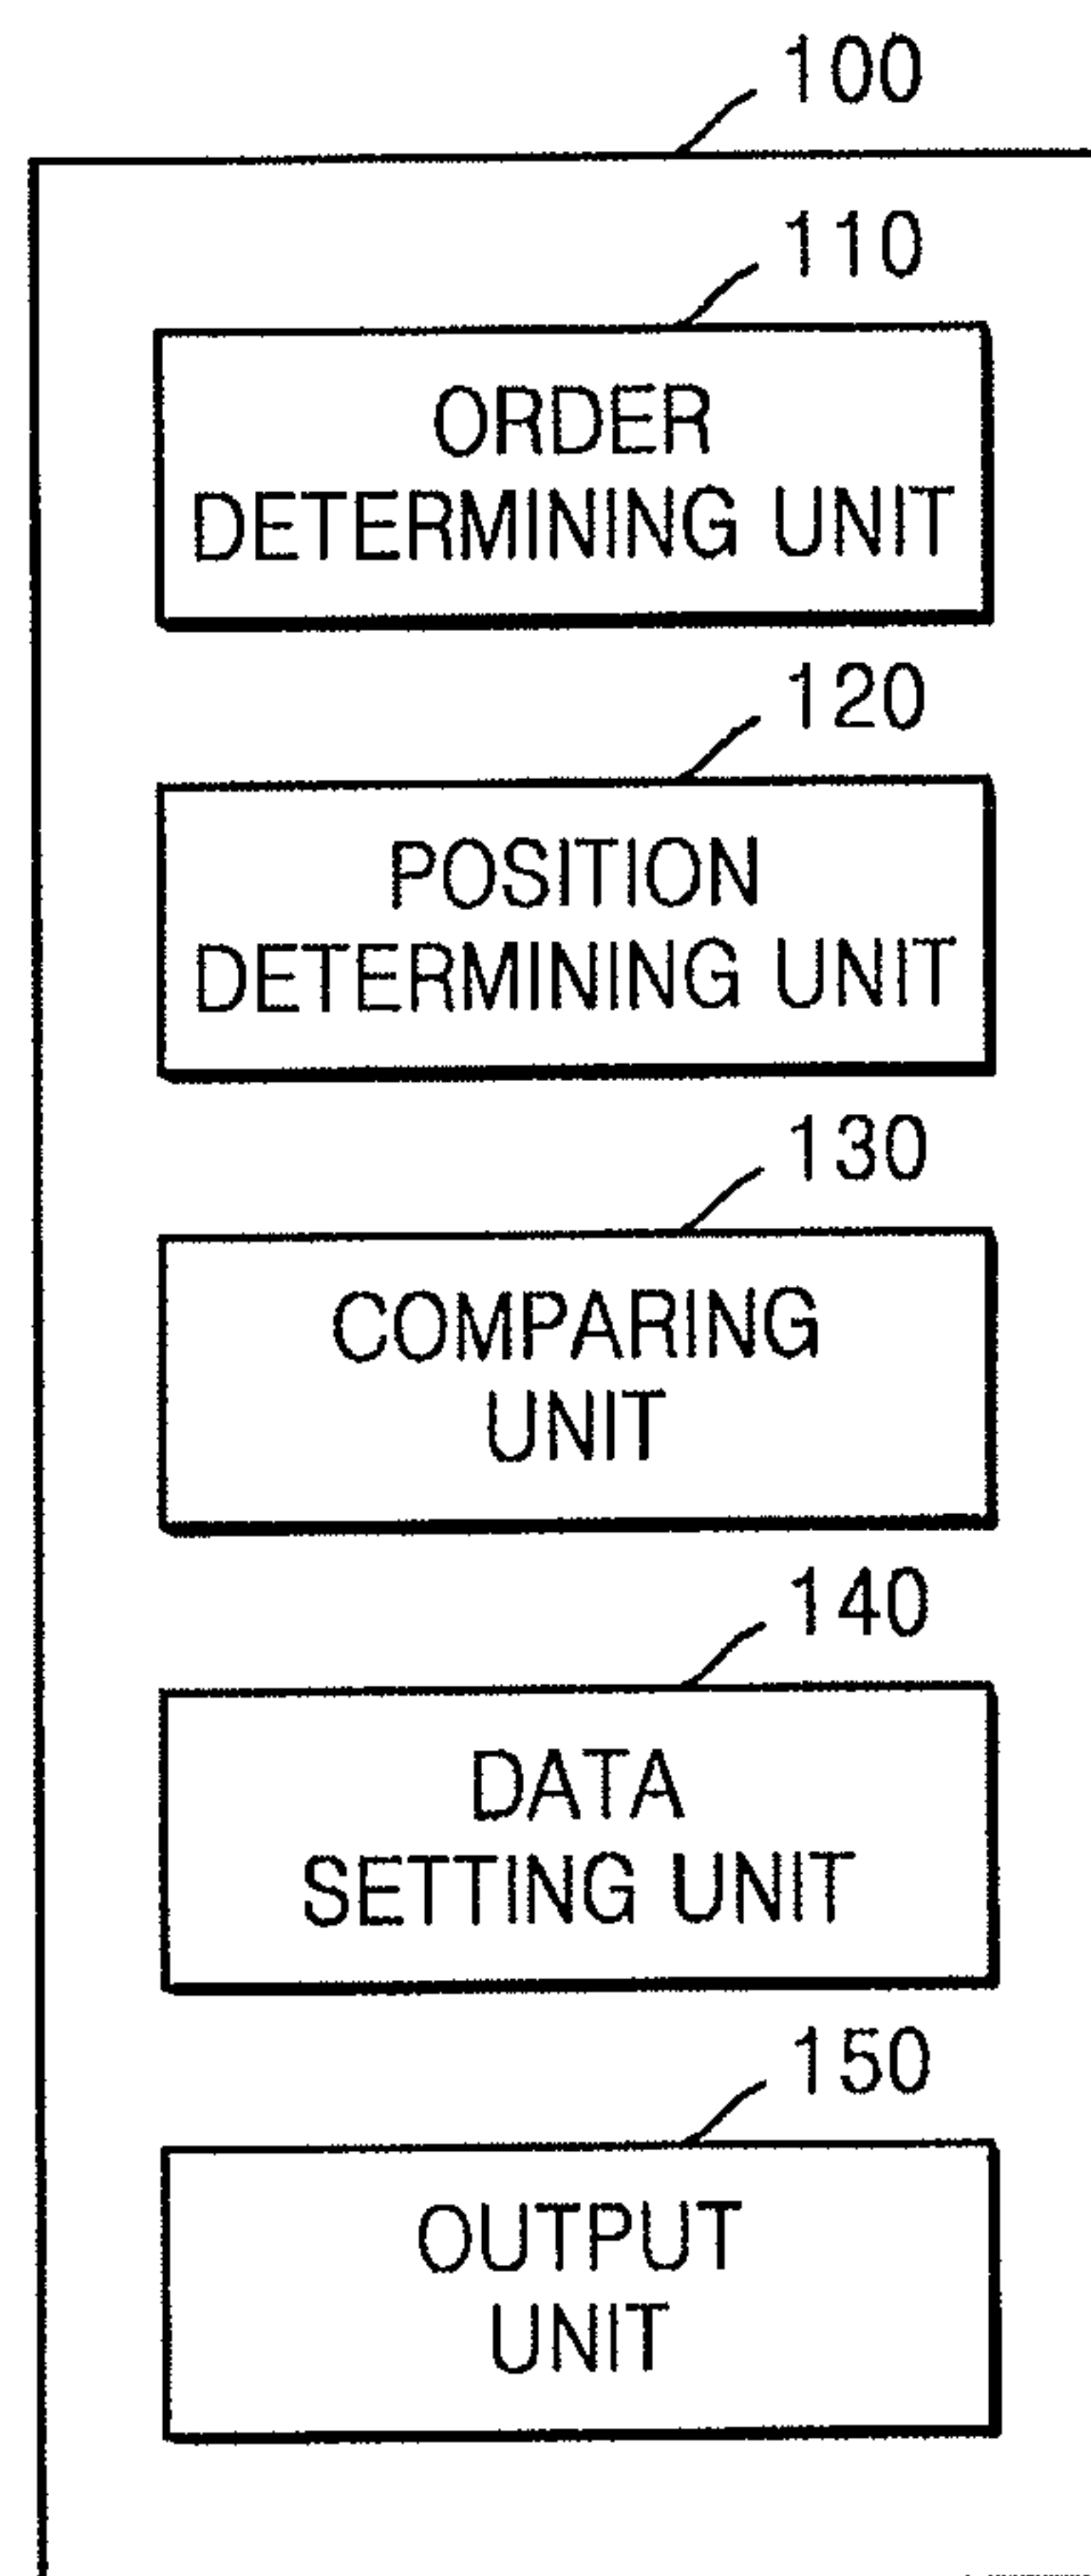 100
110
ORDER
DETERMINING UNIT
120
POSITION
DETERMINING UNIT
130
COMPARING
UNIT
140
DATA
SETTING UNIT
150
OUTPUT
UNIT